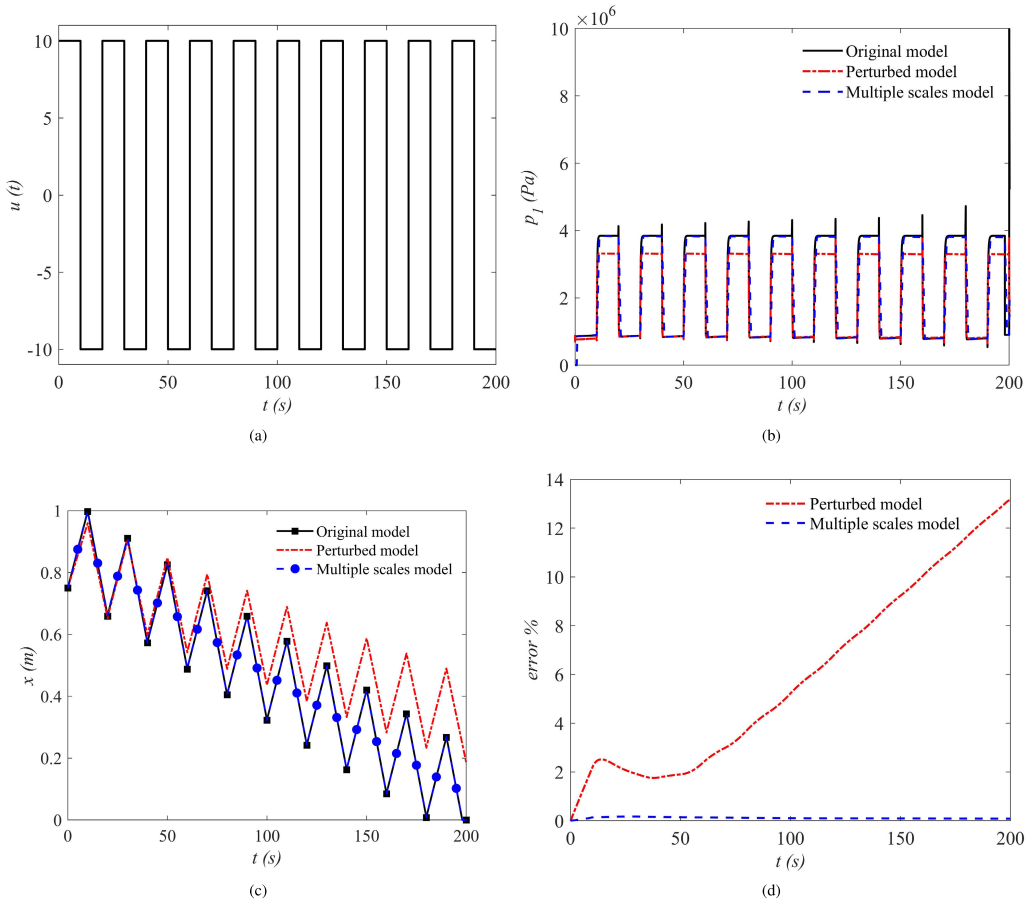 10
5
0
-5
-10
u (t)
0
50
100
150
200
t (s)
(a)
×10⁶
10
8
6
4
2
0
p₁ (Pa)
Original model
Perturbed model
Multiple scales model
0
50
100
150
200
t (s)
(b)
1
0.8
0.6
0.4
0.2
0
x (m)
Original model
Perturbed model
Multiple scales model
0
50
100
150
200
t (s)
(c)
14
12
10
8
6
4
2
0
error %
Perturbed model
Multiple scales model
0
50
100
150
200
t (s)
(d)